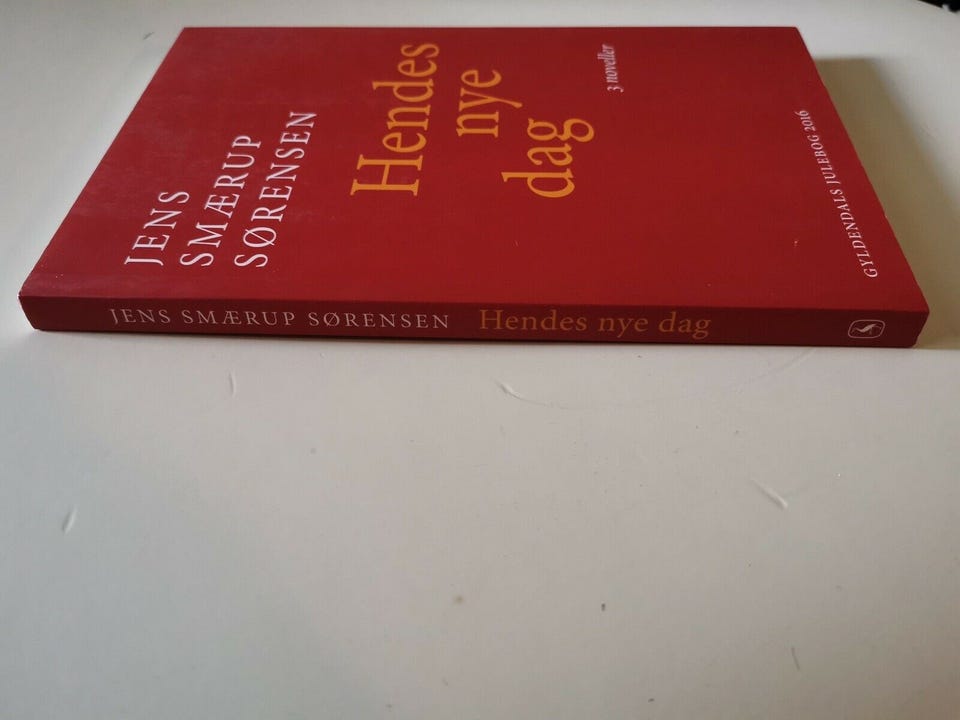 JENS
SMÆRUP
SØRENSEN
Hendes
nye
dag
3 noveller
GYLDENDALS JULEBOG 2016
JENS SMÆRUP SØRENSEN Hendes nye dag